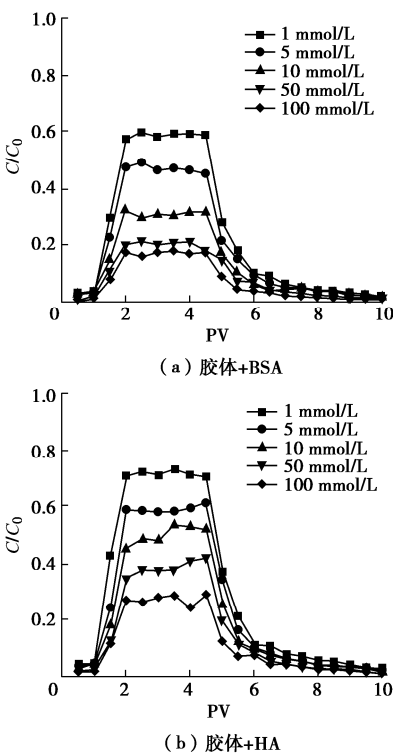 1.0
0.8
0.6
0.4
0.2
C/C0
1 mmol/L
5 mmol/L
10 mmol/L
50 mmol/L
100 mmol/L
0 2 4 6 8 10
PV
(a) 胶体+BSA
1.0
0.8
0.6
0.4
0.2
C/C0
1 mmol/L
5 mmol/L
10 mmol/L
50 mmol/L
100 mmol/L
0 2 4 6 8 10
PV
(b) 胶体+HA